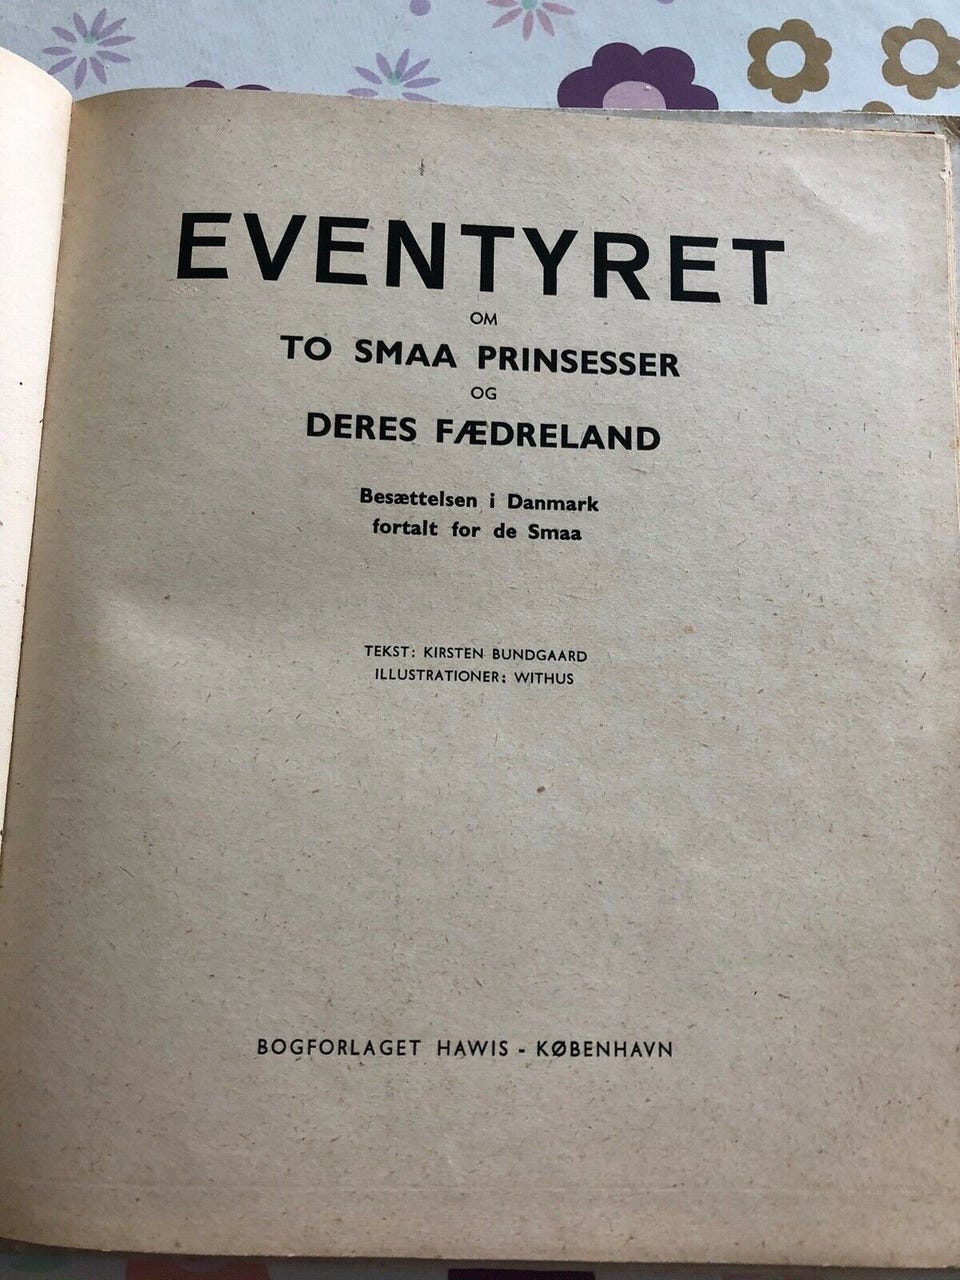 EVENTYRET
OM
TO SMAA PRINSESSER
OG
DERES FÆDRELAND
Besættelsen i Danmark
fortalt for de Smaa
TEKST: KIRSTEN BUNDGAARD
ILLUSTRATIONER: WITHUS
BOGFORLAGET HAWIS - KØBENHAVN